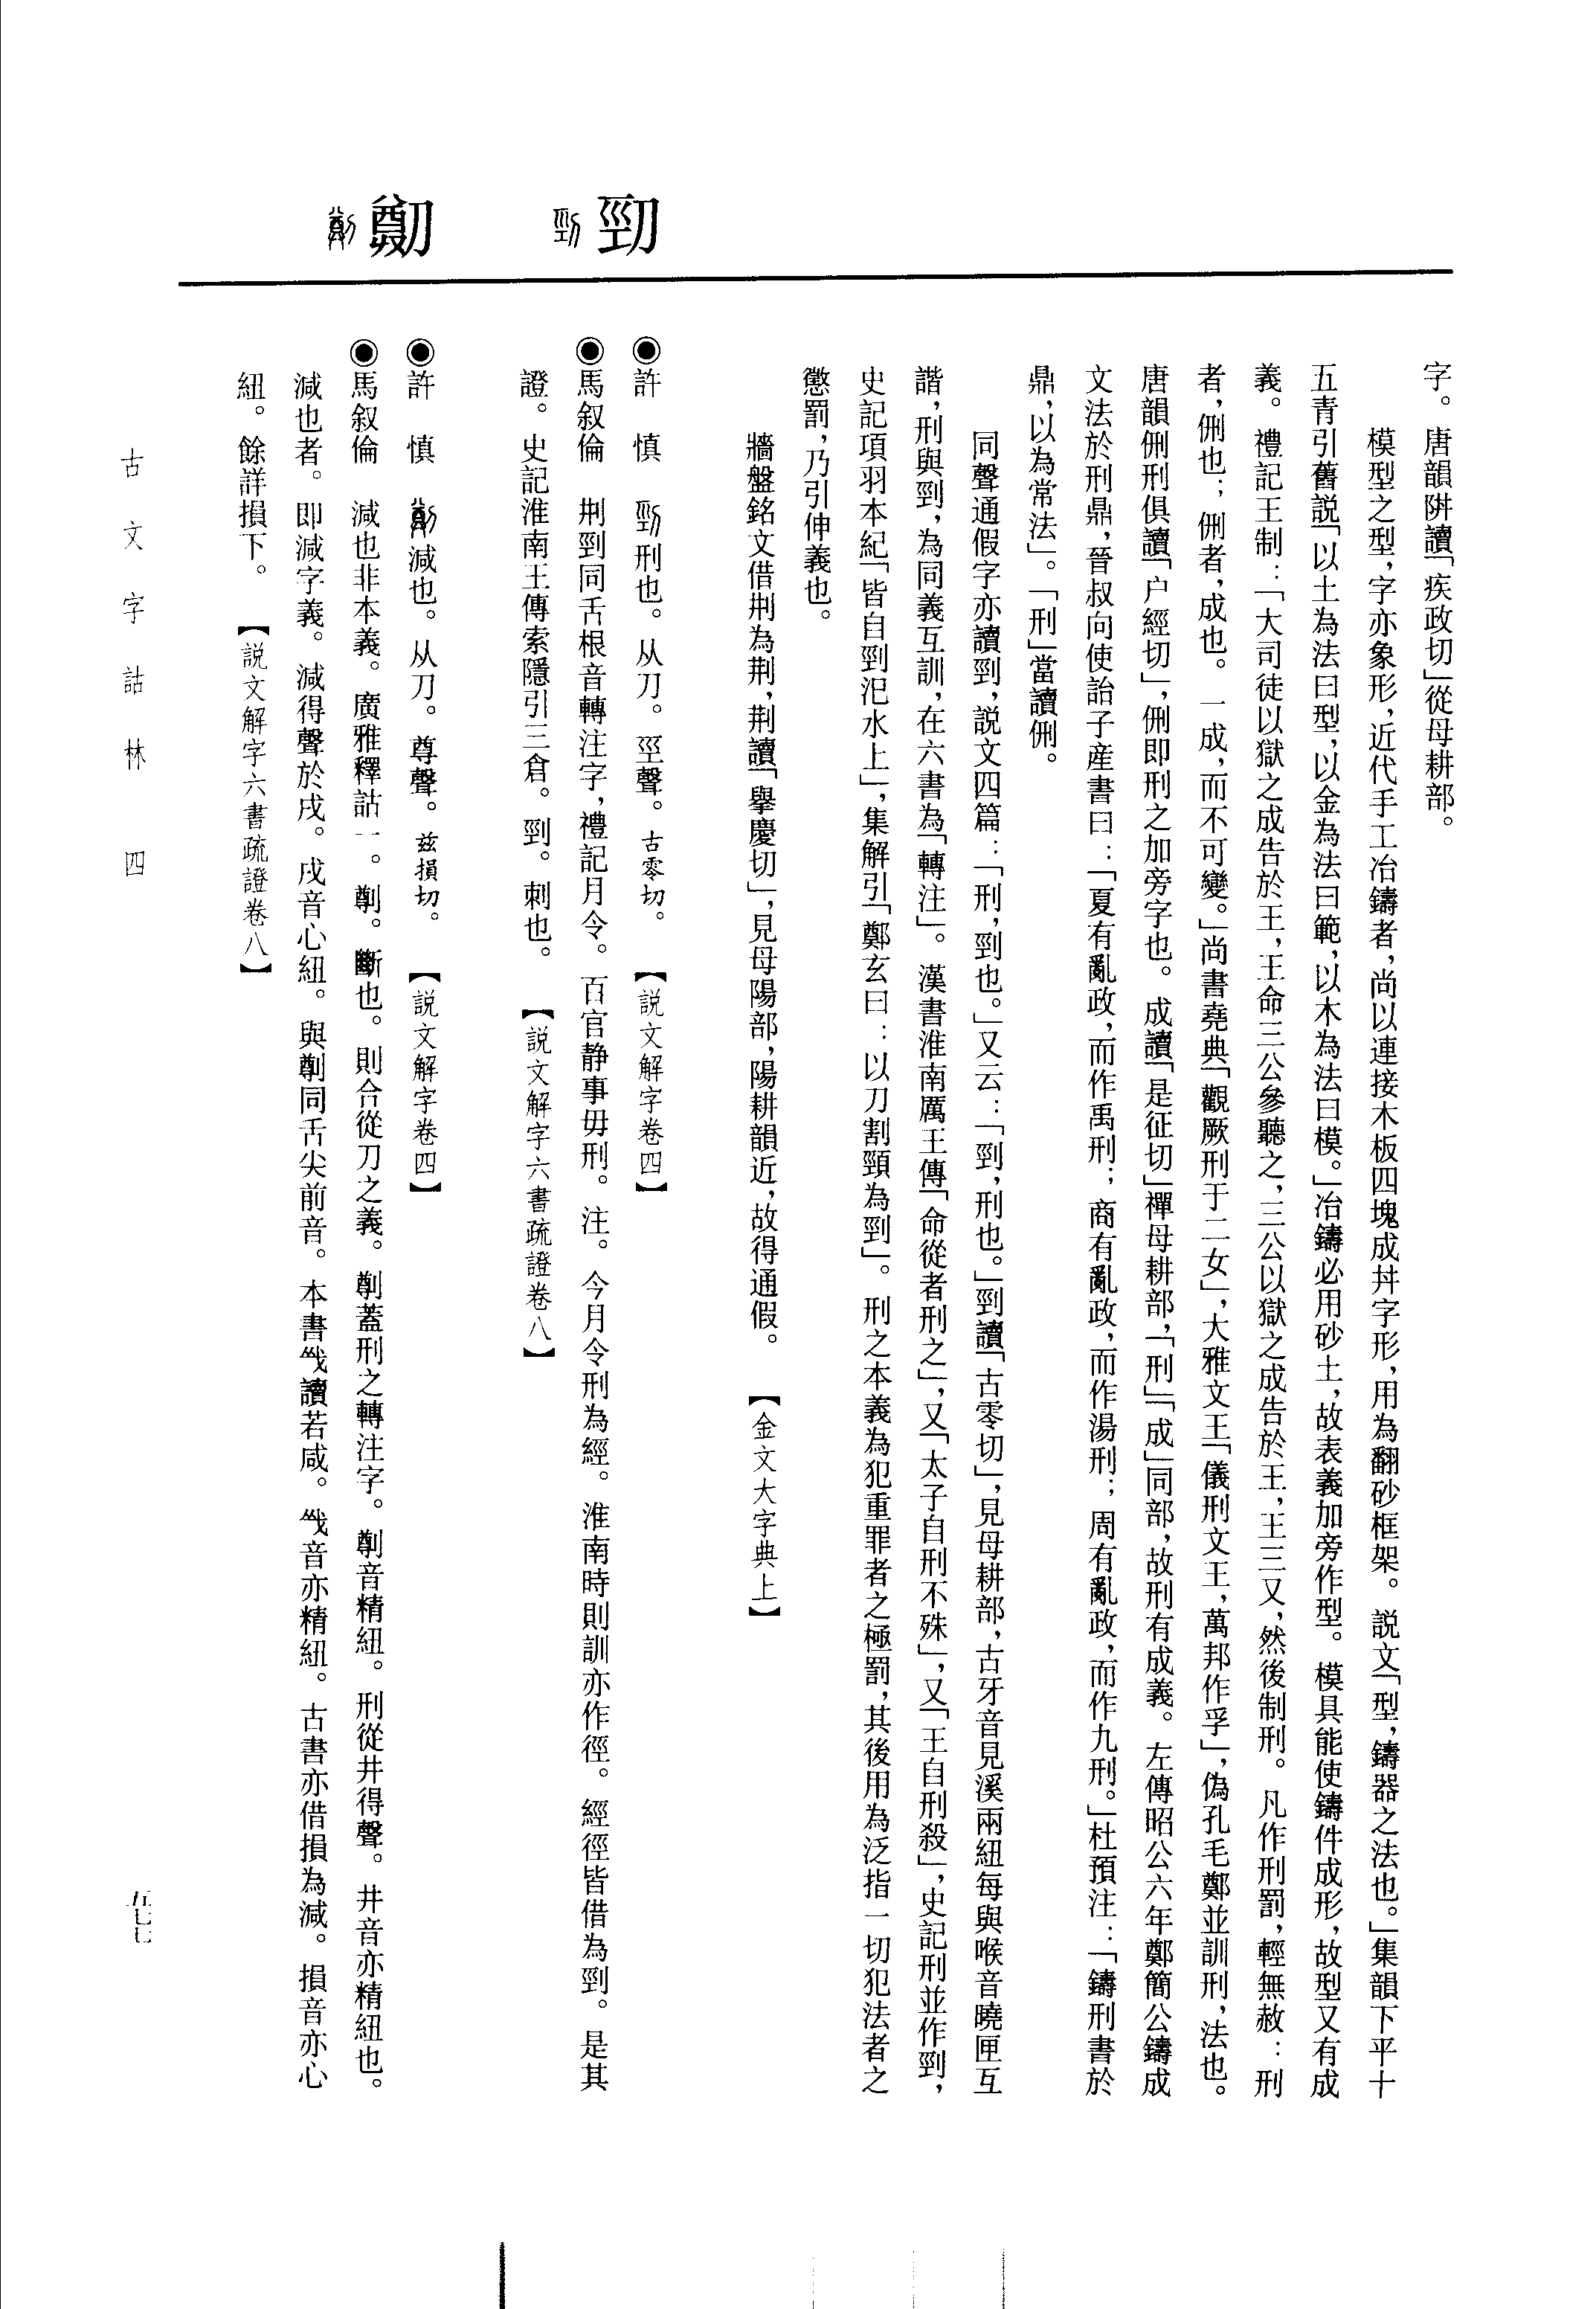 剄
𠟃
字。唐韻阱讀「疾政切」從母耕部。
模型之型，字亦象形，近代手工冶鑄者，尚以連接木板四塊成井字形，用為翻砂框架。説文「型，鑄器之法也。」集韻下平十
五青引舊説「以土為法曰型，以金為法曰範，以木為法曰模。」冶鑄必用砂土，故表義加旁作型。模具能使鑄件成形，故型又有成
義。禮記王制：「大司徒以獄之成告於王，王命三公參聽之，三公以獄之成告於王，王三又，然後制刑。凡作刑罰，輕無赦：刑
者，侀也；侀者，成也。一成，而不可變。」尚書堯典「觀厥刑于二女」，大雅文王「儀刑文王，萬邦作孚」，偽孔毛鄭並訓刑，法也。
唐韻侀刑俱讀「户經切」，侀即刑之加旁字也。成讀「是征切」禪母耕部，「刑」「成」同部，故刑有成義。左傳昭公六年鄭簡公鑄成
文法於刑鼎，晉叔向使詒子産書曰：「夏有亂政，而作禹刑；商有亂政，而作湯刑；周有亂政，而作九刑。」杜預注：「鑄刑書於
鼎，以為常法」。「刑」當讀侀。
同聲通假字亦讀剄，説文四篇：「刑，剄也。」又云：「剄，刑也。」剄讀「古零切」，見母耕部，古牙音見溪兩紐每與喉音曉匣互
諧，刑與剄，為同義互訓，在六書為「轉注」。漢書淮南厲王傳「命從者刑之」，又「太子自刑不殊」，又「王自刑殺」，史記刑並作剄，
史記項羽本紀「皆自剄汜水上」，集解引「鄭玄曰：以刀割頸為剄」。刑之本義為犯重罪者之極罰，其後用為泛指一切犯法者之
懲罰，乃引伸義也。
牆盤銘文借刑為荆，荆讀「舉慶切」，見母陽部，陽耕韻近，故得通假。【金文大字典上】
◉許　慎　剄刑也。从刀。巠聲。古零切。【説文解字卷四】
◉馬叙倫　刑剄同舌根音轉注字，禮記月令。百官静事毋刑。注。今月令刑為經。淮南時則訓亦作徑。經徑皆借為剄。是其
證。史記淮南王傳索隱引三倉。剄。刺也。【説文解字六書疏證卷八】
◉許　慎　𠟃減也。从刀。尊聲。兹損切。【説文解字卷四】
◉馬叙倫　減也非本義。廣雅釋詁一。𠟃。斷也。則合從刀之義。𠟃蓋刑之轉注字。𠟃音精紐。刑從井得聲。井音亦精紐也。
減也者。即減字義。減得聲於戌。戌音心紐。與𠟃同舌尖前音。本書讀若咸。音亦精紐。古書亦借損為減。損音亦心
紐。餘詳損下。【説文解字六書疏證卷八】
古文字詁林　四
五七七